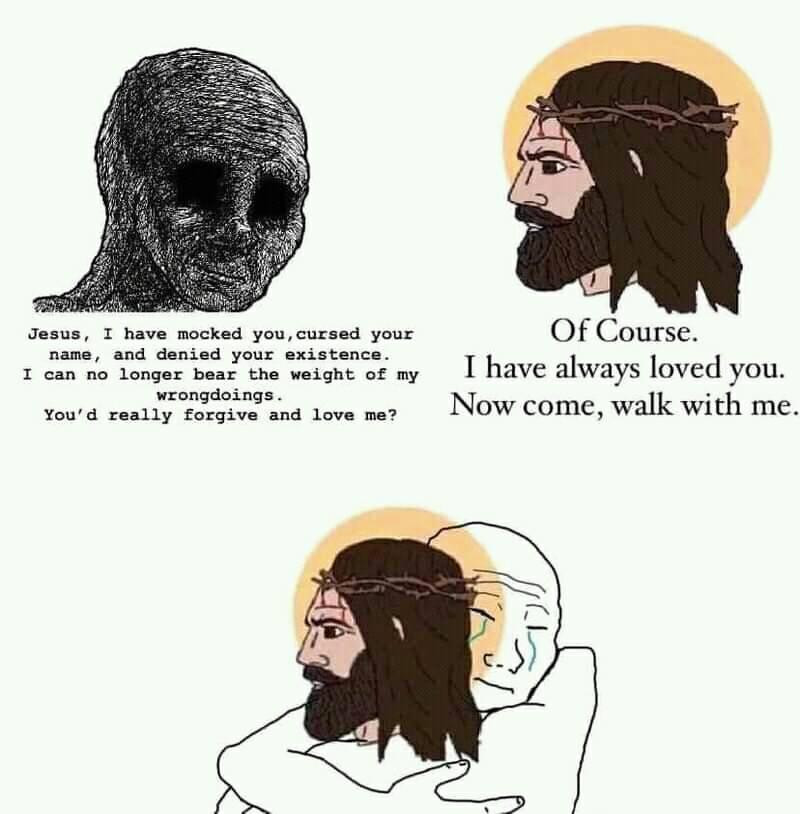 Jesus, I have mocked you,cursed your
name, and denied your existence.
I can no longer bear the weight of my
wrongdoings.
You'd really forgive and love me?
Of Course.
I have always loved you.
Now come, walk with me.